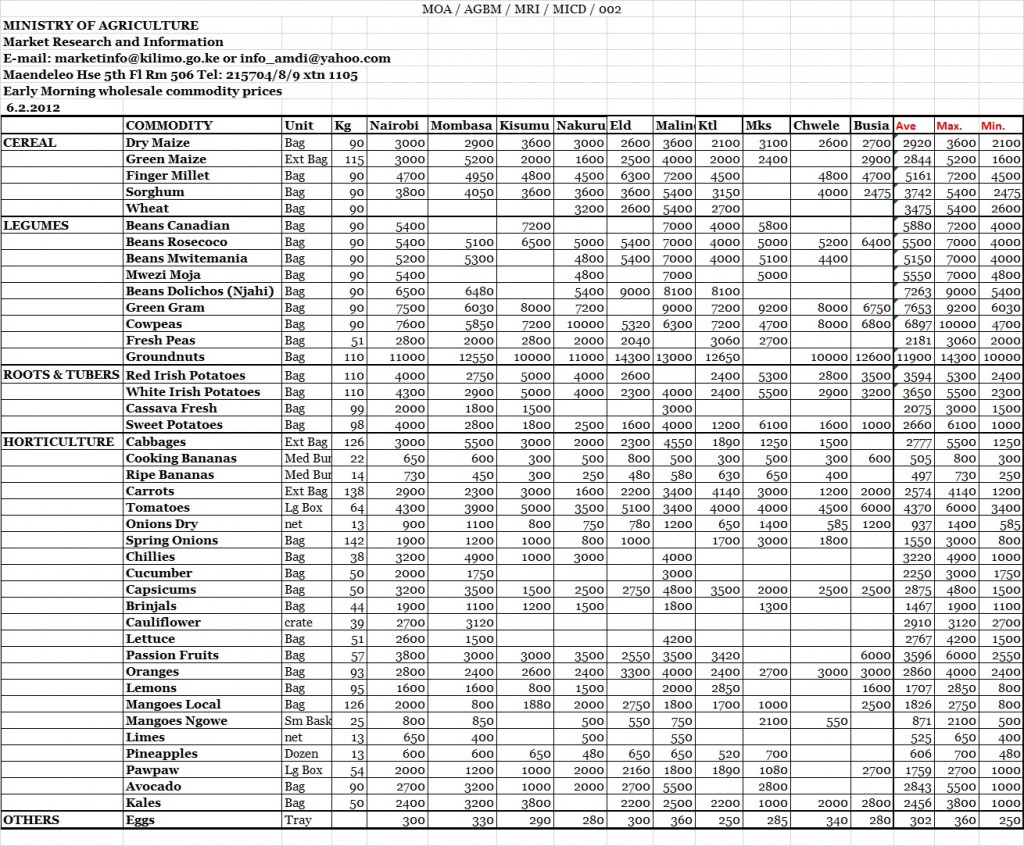 MOA / AGBM / MRI / MICD / 002
MINISTRY OF AGRICULTURE
Market Research and Information
E-mail: marketinfo@kilimo.go.ke or info_amdi@yahoo.com
Maendeleo Hse 5th Fl Rm 506 Tel: 215704/8/9 xtn 1105
Early Morning wholesale commodity prices
6.2.2012
COMMODITY Unit Kg Nairobi Mombasa Kisumu Nakuru Eld Malin Ktl Mks Chwele Busia Ave Max. Min.
CEREAL Dry Maize Bag 90 3000 2900 3600 3000 2600 3600 2100 3100 2600 2700 2920 3600 2100
Green Maize Ext Bag 115 3000 5200 2000 1600 2500 4000 2000 2400 2900 2844 5200 1600
Finger Millet Bag 90 4700 4950 4800 4500 6300 7200 4500 4800 4700 5161 7200 4500
Sorghum Bag 90 3800 4050 3600 3600 3600 5400 3150 4000 2475 3742 5400 2475
Wheat Bag 90 3200 2600 5400 2700 3475 5400 2600
LEGUMES Beans Canadian Bag 90 5400 7200 7000 4000 5800 5880 7200 4000
Beans Rosecoco Bag 90 5400 5100 6500 5000 5400 7000 4000 5000 5200 6400 5500 7000 4000
Beans Mwitemania Bag 90 5200 5300 4800 5400 7000 4000 5100 4400 5150 7000 4000
Mwezi Moja Bag 90 5400 4800 7000 5000 5550 7000 4800
Beans Dolichos (Njahi) Bag 90 6500 6480 5400 9000 8100 8100 7263 9000 5400
Green Gram Bag 90 7500 6030 8000 7200 9000 7200 9200 8000 6750 7653 9200 6030
Cowpeas Bag 90 7600 5850 7200 10000 5320 6300 7200 4700 8000 6800 6897 10000 4700
Fresh Peas Bag 51 2800 2000 2800 2000 2040 3060 2700 2181 3060 2000
Groundnuts Bag 110 11000 12550 10000 11000 14300 13000 12650 10000 12600 11900 14300 10000
ROOTS & TUBERS Red Irish Potatoes Bag 110 4000 2750 5000 4000 2600 2400 5300 2800 3500 3594 5300 2400
White Irish Potatoes Bag 110 4300 2900 5000 4000 2300 4000 2400 5500 2900 3200 3650 5500 2300
Cassava Fresh Bag 99 2000 1800 1500 3000 2075 3000 1500
Sweet Potatoes Bag 98 4000 2800 1800 2500 1600 4000 1200 6100 1600 1000 2660 6100 1000
HORTICULTURE Cabbages Ext Bag 126 3000 5500 3000 2000 2300 4550 1890 1250 1500 2777 5500 1250
Cooking Bananas Med Bur 22 650 600 300 500 800 500 300 500 300 600 505 800 300
Ripe Bananas Med Bur 14 730 450 300 250 480 580 630 650 400 497 730 250
Carrots Ext Bag 138 2900 2300 3000 1600 2200 3400 4140 3000 1200 2000 2574 4140 1200
Tomatoes Lg Box 64 4300 3900 5000 3500 5100 3400 4000 4000 4500 6000 4370 6000 3400
Onions Dry net 13 900 1100 800 750 780 1200 650 1400 585 1200 937 1400 585
Spring Onions Bag 142 1900 1200 1000 800 1000 1700 3000 1800 1550 3000 800
Chillies Bag 38 3200 4900 1000 3000 4000 3220 4900 1000
Cucumber Bag 50 2000 1750 3000 2250 3000 1750
Capsicums Bag 50 3200 3500 1500 2500 2750 4800 3500 2000 2500 2500 2875 4800 1500
Brinjals Bag 44 1900 1100 1200 1500 1800 1300 1467 1900 1100
Cauliflower crate 39 2700 3120 2910 3120 2700
Lettuce Bag 51 2600 1500 4200 2767 4200 1500
Passion Fruits Bag 57 3800 3000 3000 3500 2550 3500 3420 6000 3596 6000 2550
Oranges Bag 93 2800 2400 2600 2400 3300 4000 2400 2700 3000 3000 2860 4000 2400
Lemons Bag 95 1600 1600 800 1500 2000 2850 1600 1707 2850 800
Mangoes Local Bag 126 2000 800 1880 2000 2750 1800 1700 1000 2500 1826 2750 800
Mangoes Ngowe Sm Bask 25 800 850 500 550 750 2100 550 871 2100 500
Limes net 13 650 400 500 550 525 650 400
Pineapples Dozen 13 600 600 650 480 650 650 520 700 606 700 480
Pawpaw Lg Box 54 2000 1200 1000 2000 2160 1800 1890 1080 2700 1759 2700 1000
Avocado Bag 90 2700 3200 1000 2000 2700 5500 2800 2843 5500 1000
Kales Bag 50 2400 3200 3800 2200 2500 2200 1000 2000 2800 2456 3800 1000
OTHERS Eggs Tray 300 330 290 280 300 360 250 285 340 280 302 360 250